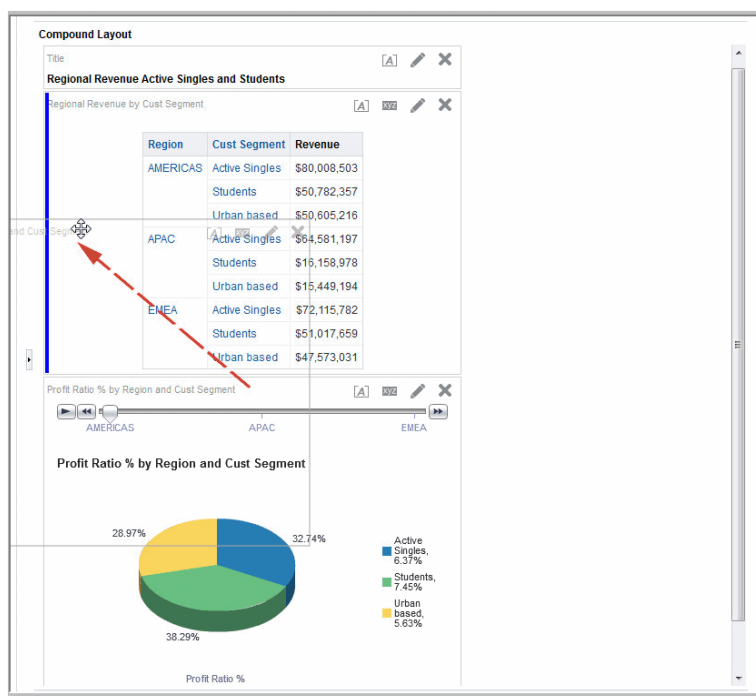 Compound Layout
Title
Regional Revenue Active Singles and Students
Regional Revenue by Cust Segment
Region Cust Segment Revenue
AMERICAS Active Singles $80,008,503
Students $50,782,357
Urban based $50,605,216
and Cust Segm
APAC Active Singles $64,581,197
Students $16,158,978
Urban based $15,449,194
EMEA Active Singles $72,115,782
Students $51,017,659
Urban based $47,573,031
Profit Ratio % by Region and Cust Segment
AMERICAS APAC EMEA
Profit Ratio % by Region and Cust Segment
28.97% 32.74%
38.29%
Active
Singles,
6.37%
Students,
7.45%
Urban
based,
5.63%
Profit Ratio %